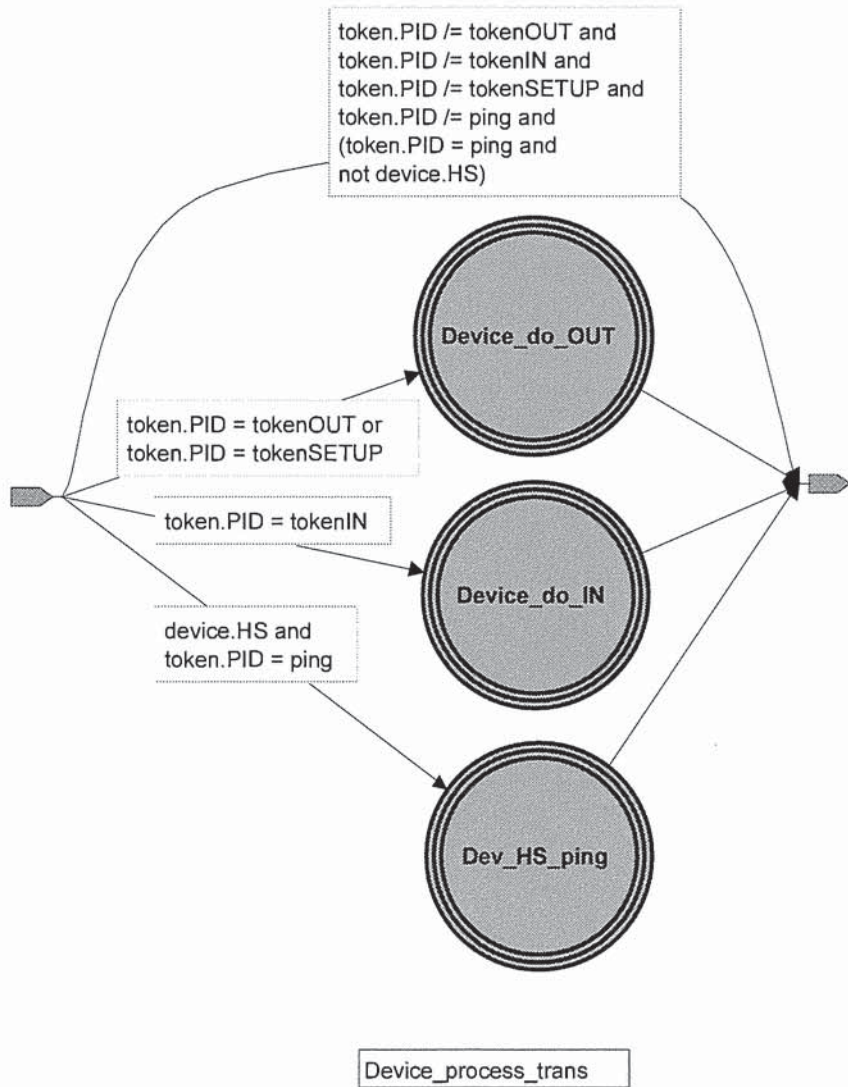 token.PID /= tokenOUT and
token.PID /= tokenIN and
token.PID /= tokenSETUP and
token.PID /= ping and
(token.PID = ping and
not device.HS)
Device_do_OUT
token.PID = tokenOUT or
token.PID = tokenSETUP
token.PID = tokenIN
Device_do_IN
device.HS and
token.PID = ping
Dev_HS_ping
Device_process_trans